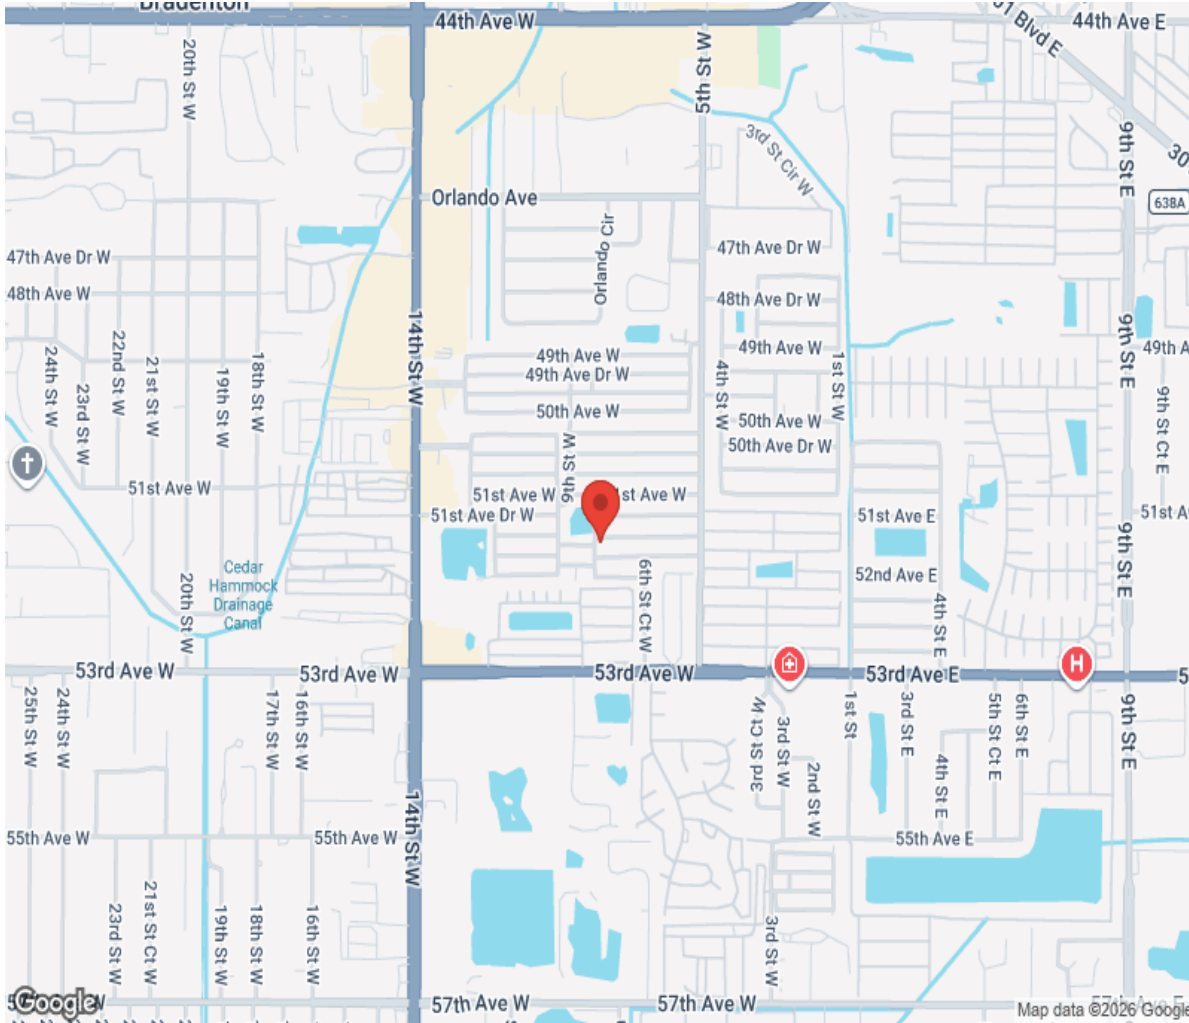 Bradenton
44th Ave W
44th Ave E
20th St W
5th St W
9th St E
638A
3rd St Cir W
Orlando Ave
Orlando Cir
47th Ave Dr W
47th Ave Dr W
48th Ave W
48th Ave Dr W
14th St W
9th St E
24th St W
23rd St W
22nd St W
21st St W
19th St W
18th St W
49th Ave W
49th Ave Dr W
49th Ave W
4th St W
1st St W
50th Ave W
50th Ave W
50th Ave Dr W
9th St W
9th St Ct E
51st Ave W
51st Ave W
51st Ave Dr W
51st Ave E
52nd Ave E
9th St E
Cedar
Hammock
Drainage
Canal
20th St W
6th St Ct W
4th St E
53rd Ave W
53rd Ave W
53rd Ave W
53rd Ave E
H
25th St W
24th St W
17th St W
16th St W
3rd St Ct W
3rd St W
2nd St W
1st St
3rd St E
4th St E
5th St Ct E
6th St E
9th St E
14th St W
55th Ave W
55th Ave W
55th Ave E
23rd St W
21st St Ct W
19th St W
18th St W
16th St W
3rd St W
57th Ave W
57th Ave W
57th Ave E
Google
Map data ©2026 Google